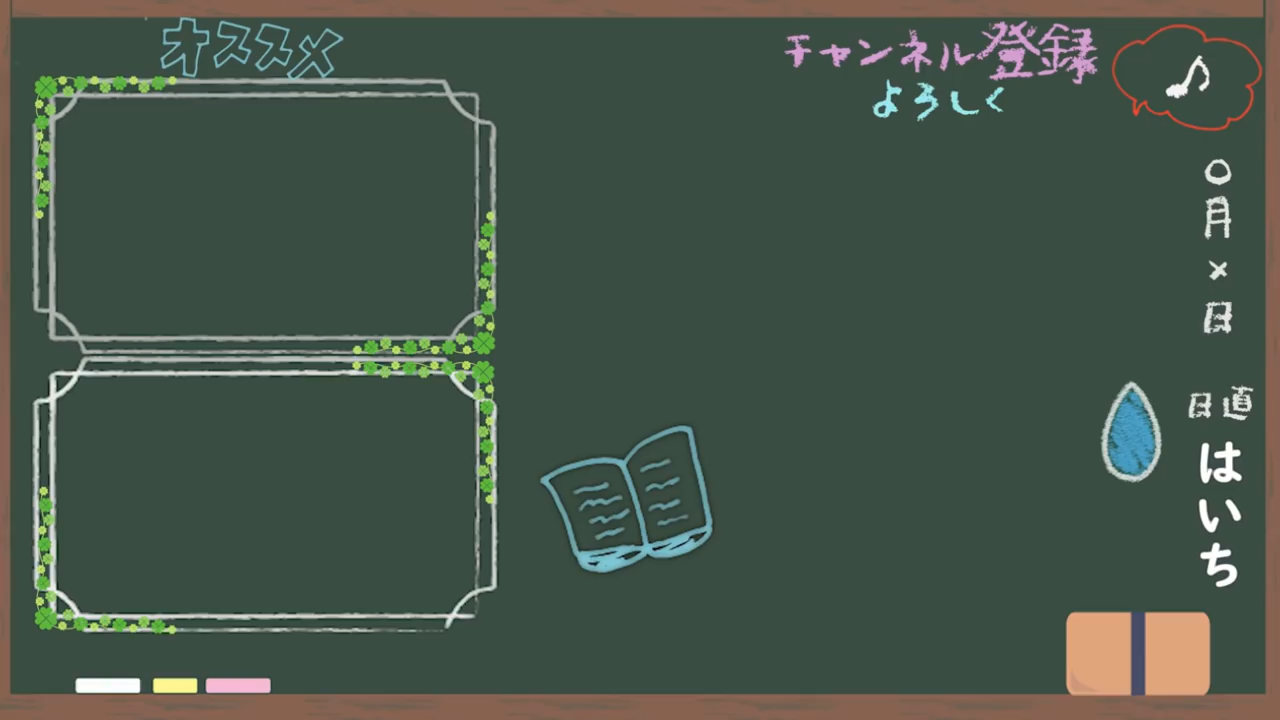 オススメ
チャンネル登録
よろしく
○月×日
日直
はいち